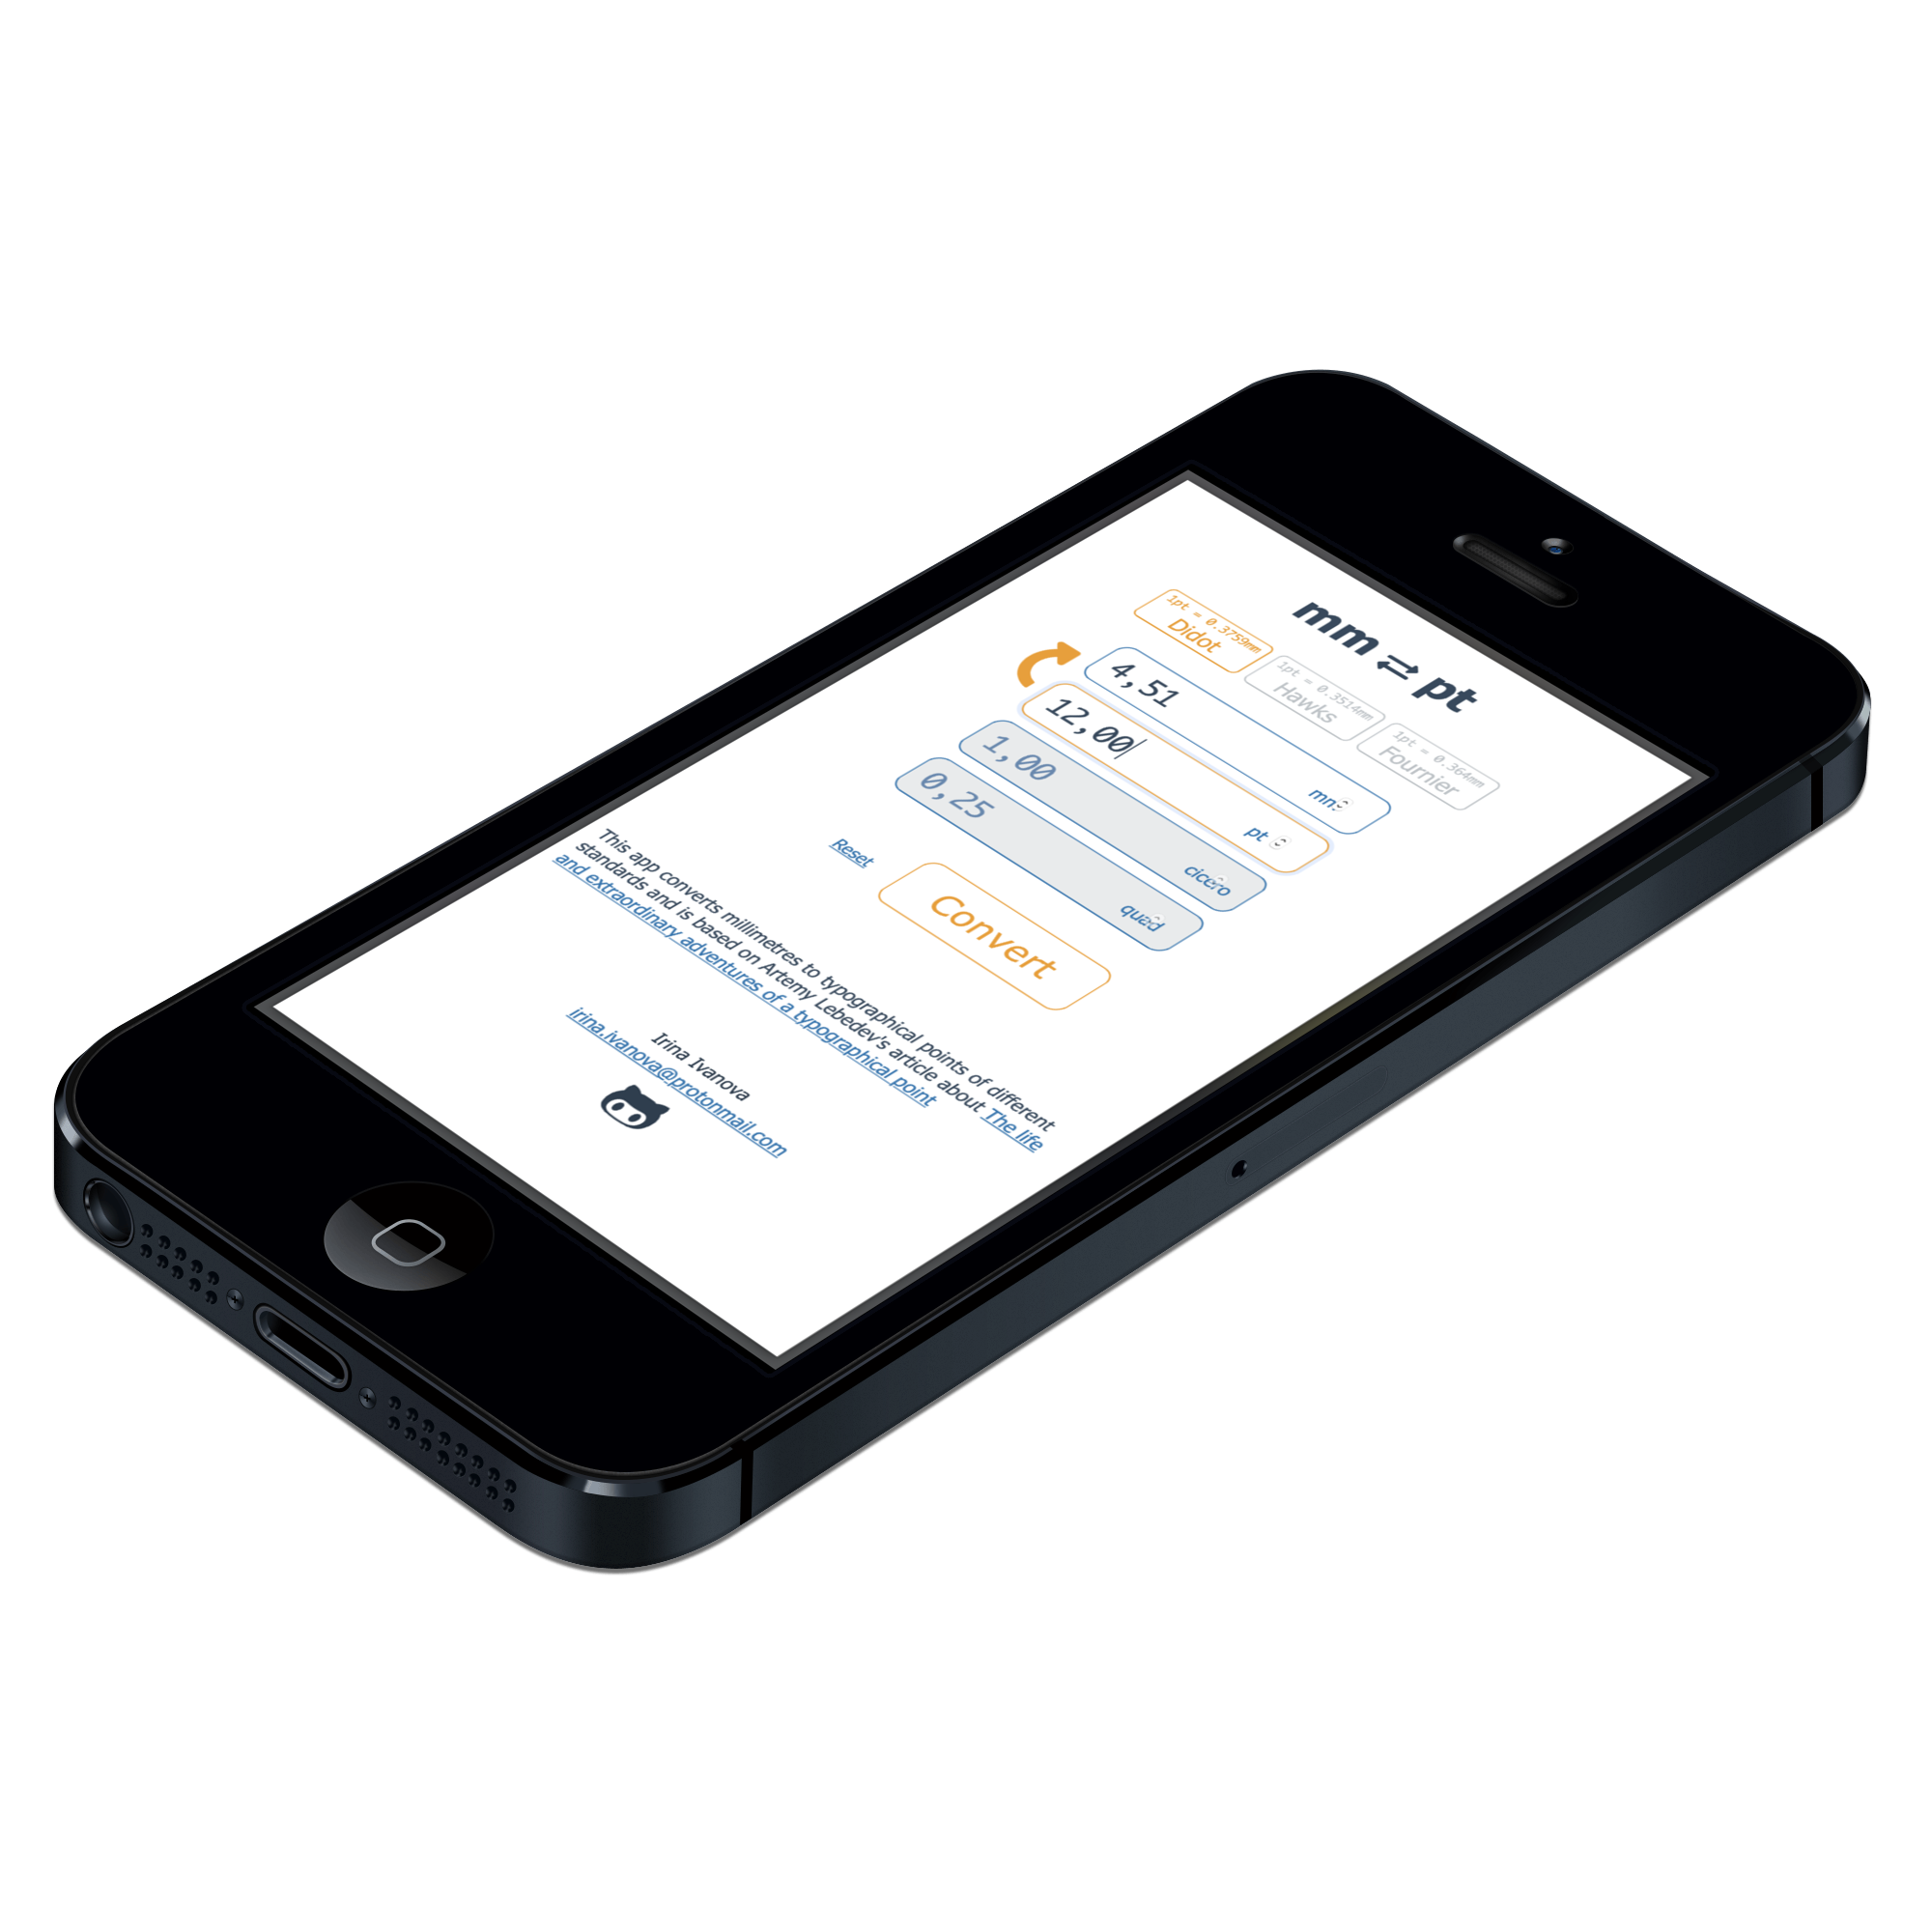 mm ⇄ pt
1pt = 0.3759mm
Didot
1pt = 0.3514mm
Hawks
1pt = 0.364mm
Fournier
4,51
12,00 pt
1,00 cicero
0,25 quad
Reset
Convert
This app converts millimetres to typographical points of different
standards and is based on Artemy Lebedev's article about The life
and extraordinary adventures of a typographical point
Irina Ivanova
irina.ivanova@protonmail.com